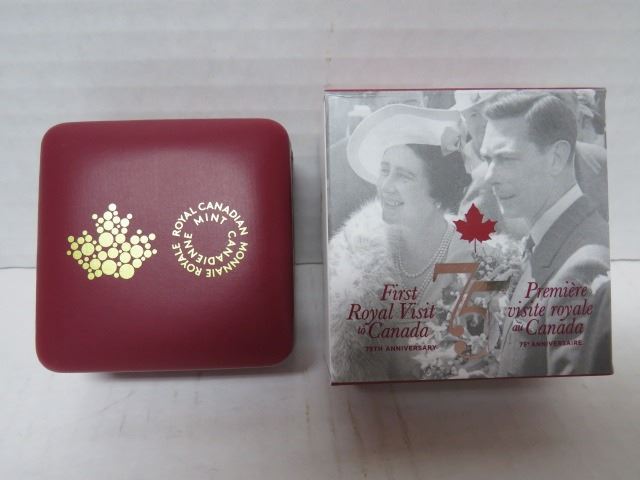 ROYAL CANADIAN MINT
MONNAIE ROYALE CANADIENNE
75
First
Royal Visit
to Canada
75TH ANNIVERSARY
Première
visite royale
au Canada
75E ANNIVERSAIRE